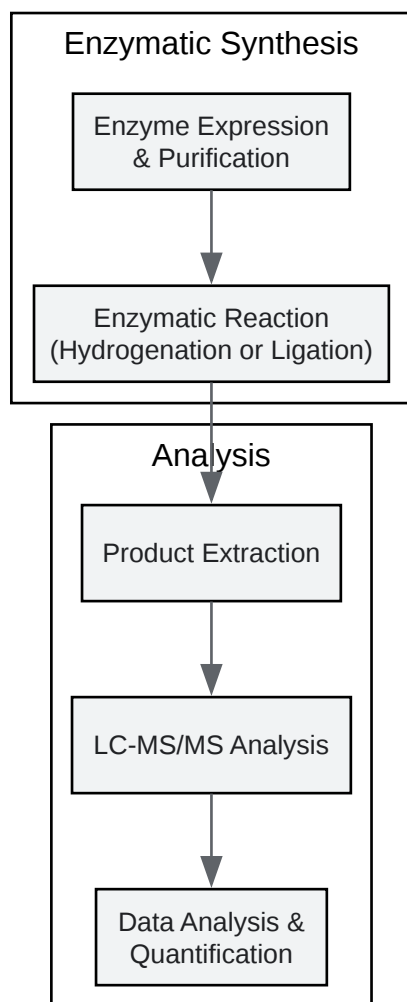 Enzymatic Synthesis
Enzyme Expression
& Purification
Enzymatic Reaction
(Hydrogenation or Ligation)
Analysis
Product Extraction
LC-MS/MS Analysis
Data Analysis &
Quantification